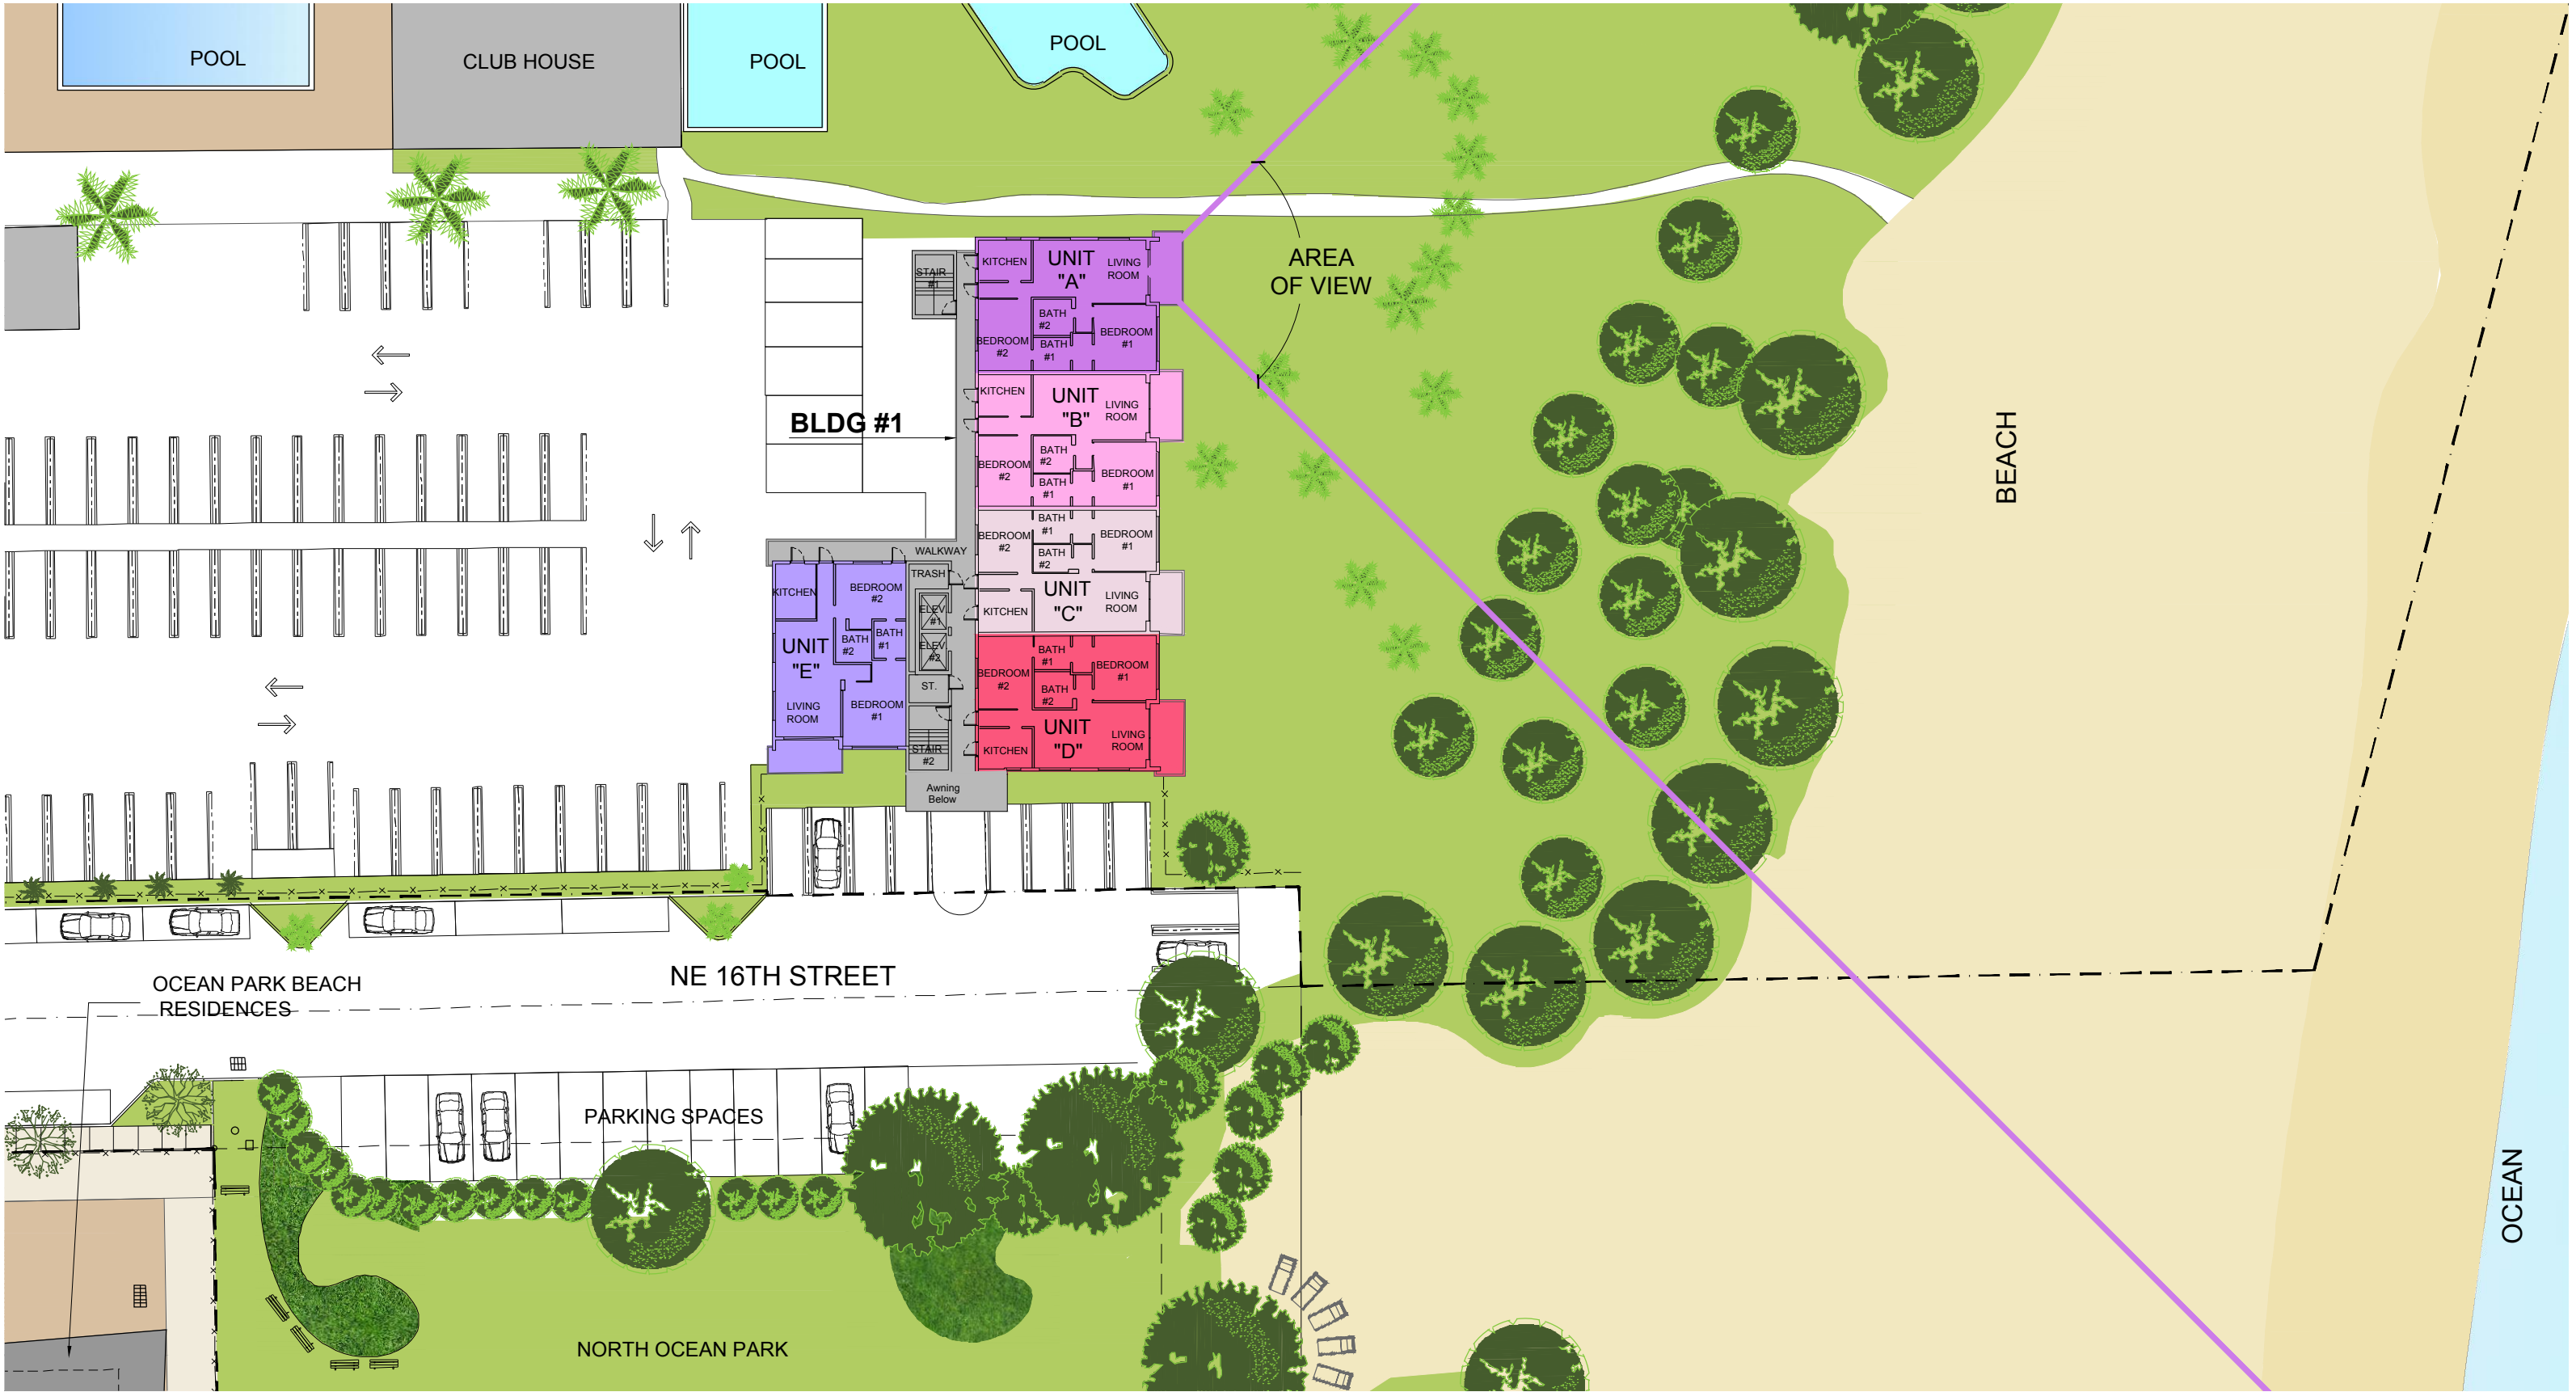 POOL
CLUB HOUSE
POOL
POOL
AREA
OF VIEW
BEACH
OCEAN
BLDG #1
STAIR
#1
KITCHEN
UNIT
"A"
LIVING
ROOM
BATH
#2
BEDROOM
#2
BATH
#1
BEDROOM
#1
KITCHEN
UNIT
"B"
LIVING
ROOM
BATH
#2
BEDROOM
#2
BATH
#1
BEDROOM
#1
BATH
#1
BEDROOM
#2
BEDROOM
#1
BATH
#2
UNIT
"C"
KITCHEN
LIVING
ROOM
BATH
#1
BEDROOM
#2
BEDROOM
#1
BATH
#2
UNIT
"D"
KITCHEN
LIVING
ROOM
WALKWAY
TRASH
ELEV.
#1
ELEV.
#2
ST.
STAIR
#2
Awning
Below
KITCHEN
BEDROOM
#2
BATH
#1
BATH
#2
UNIT
"E"
LIVING
ROOM
BEDROOM
#1
NE 16TH STREET
OCEAN PARK BEACH
RESIDENCES
PARKING SPACES
NORTH OCEAN PARK